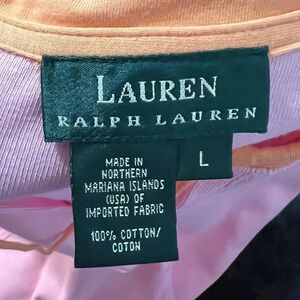 LAUREN
RALPH LAUREN
MADE IN
NORTHERN
MARIANA ISLANDS
(USA) OF
IMPORTED FABRIC
100% COTTON/
COTON
L